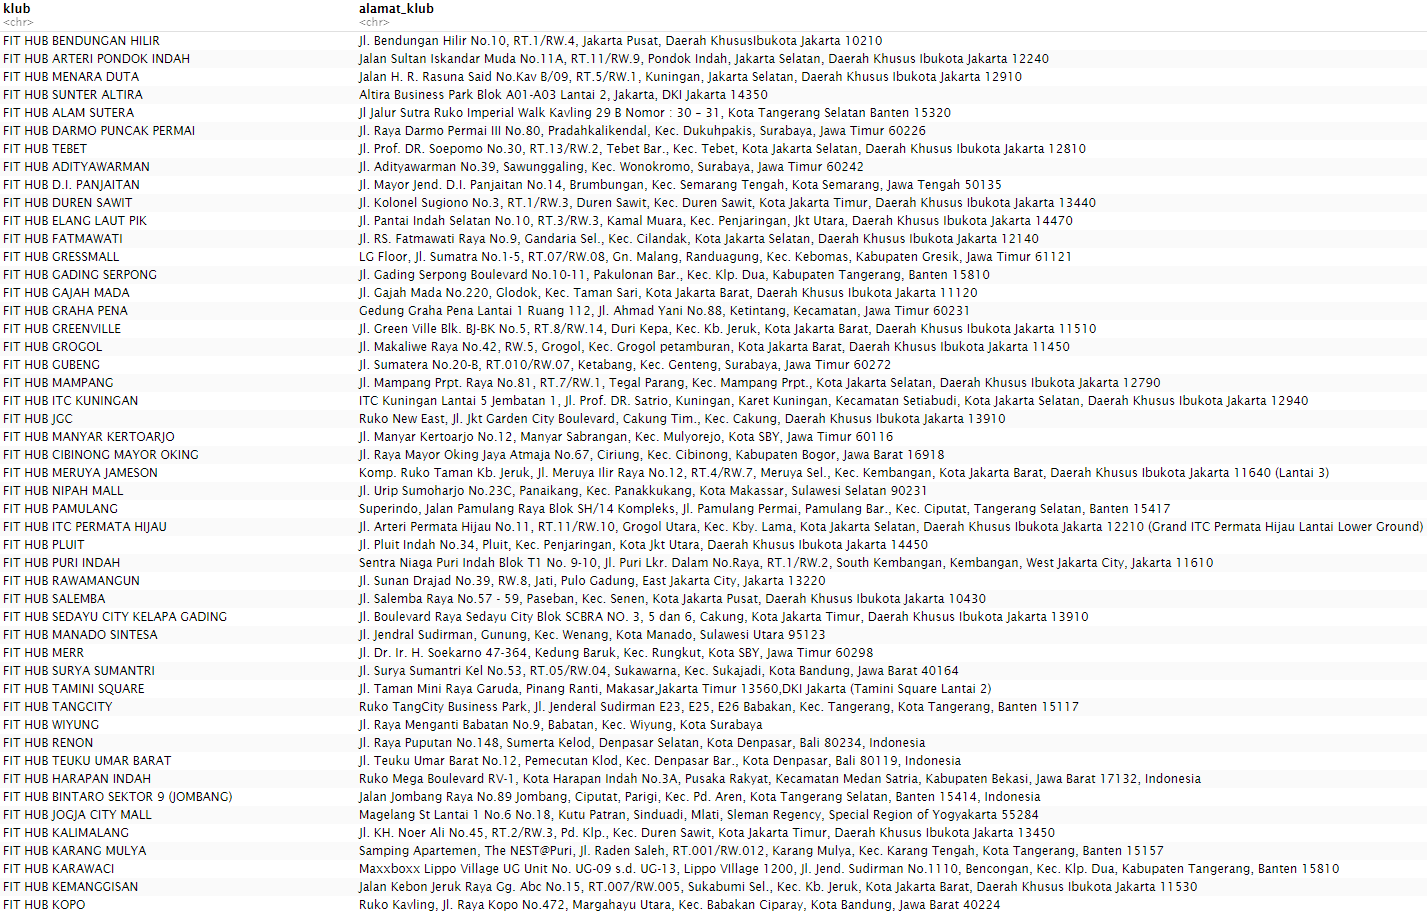 klub alamat_klub
<chr> <chr>
FIT HUB BENDUNGAN HILIR Jl. Bendungan Hilir No.10, RT.1/RW.4, Jakarta Pusat, Daerah KhususIbukota Jakarta 10210
FIT HUB ARTERI PONDOK INDAH Jalan Sultan Iskandar Muda No.11A, RT.11/RW.9, Pondok Indah, Jakarta Selatan, Daerah Khusus Ibukota Jakarta 12240
FIT HUB MENARA DUTA Jalan H. R. Rasuna Said No.Kav B/09, RT.5/RW.1, Kuningan, Jakarta Selatan, Daerah Khusus Ibukota Jakarta 12910
FIT HUB SUNTER ALTIRA Altira Business Park Blok A01-A03 Lantai 2, Jakarta, DKI Jakarta 14350
FIT HUB ALAM SUTERA Jl Jalur Sutra Ruko Imperial Walk Kavling 29 B Nomor : 30 – 31, Kota Tangerang Selatan Banten 15320
FIT HUB DARMO PUNCAK PERMAI Jl. Raya Darmo Permai III No.80, Pradahkalikendal, Kec. Dukuhpakis, Surabaya, Jawa Timur 60226
FIT HUB TEBET Jl. Prof. DR. Soepomo No.30, RT.13/RW.2, Tebet Bar., Kec. Tebet, Kota Jakarta Selatan, Daerah Khusus Ibukota Jakarta 12810
FIT HUB ADITYAWARMAN Jl. Adityawarman No.39, Sawunggaling, Kec. Wonokromo, Surabaya, Jawa Timur 60242
FIT HUB D.I. PANJAITAN Jl. Mayor Jend. D.I. Panjaitan No.14, Brumbungan, Kec. Semarang Tengah, Kota Semarang, Jawa Tengah 50135
FIT HUB DUREN SAWIT Jl. Kolonel Sugiono No.3, RT.1/RW.3, Duren Sawit, Kec. Duren Sawit, Kota Jakarta Timur, Daerah Khusus Ibukota Jakarta 13440
FIT HUB ELANG LAUT PIK Jl. Pantai Indah Selatan No.10, RT.3/RW.3, Kamal Muara, Kec. Penjaringan, Jkt Utara, Daerah Khusus Ibukota Jakarta 14470
FIT HUB FATMAWATI Jl. RS. Fatmawati Raya No.9, Gandaria Sel., Kec. Cilandak, Kota Jakarta Selatan, Daerah Khusus Ibukota Jakarta 12140
FIT HUB GRESSMALL LG Floor, Jl. Sumatra No.1-5, RT.07/RW.08, Gn. Malang, Randuagung, Kec. Kebomas, Kabupaten Gresik, Jawa Timur 61121
FIT HUB GADING SERPONG Jl. Gading Serpong Boulevard No.10-11, Pakulonan Bar., Kec. Klp. Dua, Kabupaten Tangerang, Banten 15810
FIT HUB GAJAH MADA Jl. Gajah Mada No.220, Glodok, Kec. Taman Sari, Kota Jakarta Barat, Daerah Khusus Ibukota Jakarta 11120
FIT HUB GRAHA PENA Gedung Graha Pena Lantai 1 Ruang 112, Jl. Ahmad Yani No.88, Ketintang, Kecamatan, Jawa Timur 60231
FIT HUB GREENVILLE Jl. Green Ville Blk. BJ-BK No.5, RT.8/RW.14, Duri Kepa, Kec. Kb. Jeruk, Kota Jakarta Barat, Daerah Khusus Ibukota Jakarta 11510
FIT HUB GROGOL Jl. Makaliwe Raya No.42, RW.5, Grogol, Kec. Grogol petamburan, Kota Jakarta Barat, Daerah Khusus Ibukota Jakarta 11450
FIT HUB GUBENG Jl. Sumatera No.20-B, RT.010/RW.07, Ketabang, Kec. Genteng, Surabaya, Jawa Timur 60272
FIT HUB MAMPANG Jl. Mampang Prpt. Raya No.81, RT.7/RW.1, Tegal Parang, Kec. Mampang Prpt., Kota Jakarta Selatan, Daerah Khusus Ibukota Jakarta 12790
FIT HUB ITC KUNINGAN ITC Kuningan Lantai 5 Jembatan 1, Jl. Prof. DR. Satrio, Kuningan, Karet Kuningan, Kecamatan Setiabudi, Kota Jakarta Selatan, Daerah Khusus Ibukota Jakarta 12940
FIT HUB JGC Ruko New East, Jl. Jkt Garden City Boulevard, Cakung Tim., Kec. Cakung, Daerah Khusus Ibukota Jakarta 13910
FIT HUB MANYAR KERTOARJO Jl. Manyar Kertoarjo No.12, Manyar Sabrangan, Kec. Mulyorejo, Kota SBY, Jawa Timur 60116
FIT HUB CIBINONG MAYOR OKING Jl. Raya Mayor Oking Jaya Atmaja No.67, Ciriung, Kec. Cibinong, Kabupaten Bogor, Jawa Barat 16918
FIT HUB MERUYA JAMESON Komp. Ruko Taman Kb. Jeruk, Jl. Meruya Ilir Raya No.12, RT.4/RW.7, Meruya Sel., Kec. Kembangan, Kota Jakarta Barat, Daerah Khusus Ibukota Jakarta 11640 (Lantai 3)
FIT HUB NIPAH MALL Jl. Urip Sumoharjo No.23C, Panaikang, Kec. Panakkukang, Kota Makassar, Sulawesi Selatan 90231
FIT HUB PAMULANG Superindo, Jalan Pamulang Raya Blok SH/14 Kompleks, Jl. Pamulang Permai, Pamulang Bar., Kec. Ciputat, Tangerang Selatan, Banten 15417
FIT HUB ITC PERMATA HIJAU Jl. Arteri Permata Hijau No.11, RT.11/RW.10, Grogol Utara, Kec. Kby. Lama, Kota Jakarta Selatan, Daerah Khusus Ibukota Jakarta 12210 (Grand ITC Permata Hijau Lantai Lower Ground)
FIT HUB PLUIT Jl. Pluit Indah No.34, Pluit, Kec. Penjaringan, Kota Jkt Utara, Daerah Khusus Ibukota Jakarta 14450
FIT HUB PURI INDAH Sentra Niaga Puri Indah Blok T1 No. 9-10, Jl. Puri Lkr. Dalam No.Raya, RT.1/RW.2, South Kembangan, Kembangan, West Jakarta City, Jakarta 11610
FIT HUB RAWAMANGUN Jl. Sunan Drajad No.39, RW.8, Jati, Pulo Gadung, East Jakarta City, Jakarta 13220
FIT HUB SALEMBA Jl. Salemba Raya No.57 - 59, Paseban, Kec. Senen, Kota Jakarta Pusat, Daerah Khusus Ibukota Jakarta 10430
FIT HUB SEDAYU CITY KELAPA GADING Jl. Boulevard Raya Sedayu City Blok SCBRA NO. 3, 5 dan 6, Cakung, Kota Jakarta Timur, Daerah Khusus Ibukota Jakarta 13910
FIT HUB MANADO SINTESA Jl. Jendral Sudirman, Gunung, Kec. Wenang, Kota Manado, Sulawesi Utara 95123
FIT HUB MERR Jl. Dr. Ir. H. Soekarno 47-364, Kedung Baruk, Kec. Rungkut, Kota SBY, Jawa Timur 60298
FIT HUB SURYA SUMANTRI Jl. Surya Sumantri Kel No.53, RT.05/RW.04, Sukawarna, Kec. Sukajadi, Kota Bandung, Jawa Barat 40164
FIT HUB TAMINI SQUARE Jl. Taman Mini Raya Garuda, Pinang Ranti, Makasar,Jakarta Timur 13560,DKI Jakarta (Tamini Square Lantai 2)
FIT HUB TANGCITY Ruko TangCity Business Park, Jl. Jenderal Sudirman E23, E25, E26 Babakan, Kec. Tangerang, Kota Tangerang, Banten 15117
FIT HUB WIYUNG Jl. Raya Menganti Babatan No.9, Babatan, Kec. Wiyung, Kota Surabaya
FIT HUB RENON Jl. Raya Puputan No.148, Sumerta Kelod, Denpasar Selatan, Kota Denpasar, Bali 80234, Indonesia
FIT HUB TEUKU UMAR BARAT Jl. Teuku Umar Barat No.12, Pemecutan Klod, Kec. Denpasar Bar., Kota Denpasar, Bali 80119, Indonesia
FIT HUB HARAPAN INDAH Ruko Mega Boulevard RV-1, Kota Harapan Indah No.3A, Pusaka Rakyat, Kecamatan Medan Satria, Kabupaten Bekasi, Jawa Barat 17132, Indonesia
FIT HUB BINTARO SEKTOR 9 (JOMBANG) Jalan Jombang Raya No.89 Jombang, Ciputat, Parigi, Kec. Pd. Aren, Kota Tangerang Selatan, Banten 15414, Indonesia
FIT HUB JOGJA CITY MALL Magelang St Lantai 1 No.6 No.18, Kutu Patran, Sinduadi, Mlati, Sleman Regency, Special Region of Yogyakarta 55284
FIT HUB KALIMALANG Jl. KH. Noer Ali No.45, RT.2/RW.3, Pd. Klp., Kec. Duren Sawit, Kota Jakarta Timur, Daerah Khusus Ibukota Jakarta 13450
FIT HUB KARANG MULYA Samping Apartemen, The NEST@Puri, Jl. Raden Saleh, RT.001/RW.012, Karang Mulya, Kec. Karang Tengah, Kota Tangerang, Banten 15157
FIT HUB KARAWACI Maxxboxx Lippo Village UG Unit No. UG-09 s.d. UG-13, Lippo VIllage 1200, Jl. Jend. Sudirman No.1110, Bencongan, Kec. Klp. Dua, Kabupaten Tangerang, Banten 15810
FIT HUB KEMANGGISAN Jalan Kebon Jeruk Raya Gg. Abc No.15, RT.007/RW.005, Sukabumi Sel., Kec. Kb. Jeruk, Kota Jakarta Barat, Daerah Khusus Ibukota Jakarta 11530
FIT HUB KOPO Ruko Kavling, Jl. Raya Kopo No.472, Margahayu Utara, Kec. Babakan Ciparay, Kota Bandung, Jawa Barat 40224